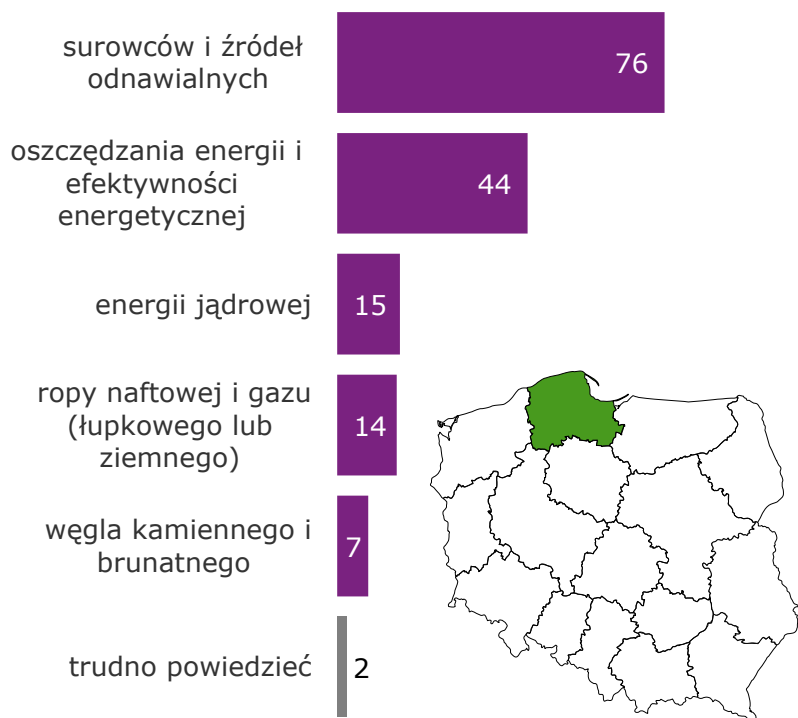 surowców i źródeł
odnawialnych
76
oszczędzania energii i
efektywności
energetycznej
44
energii jądrowej
15
ropy naftowej i gazu
(łupkowego lub
ziemnego)
14
węgla kamiennego i
brunatnego
7
trudno powiedzieć
2